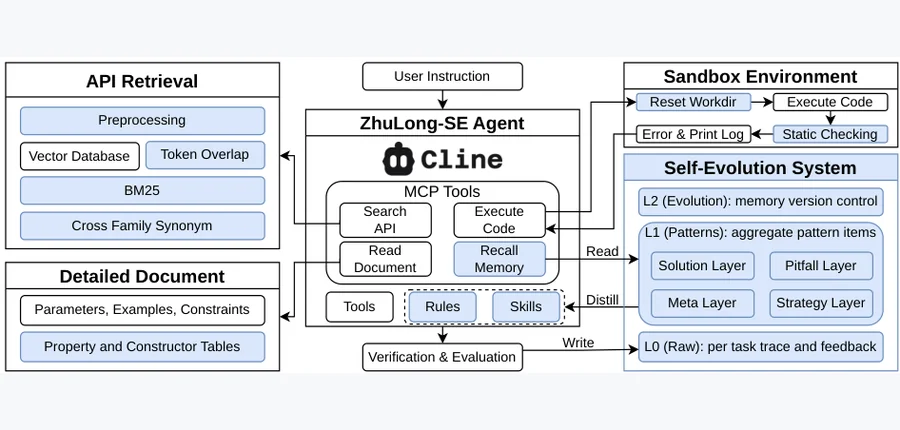 API Retrieval
Preprocessing
Vector Database
Token Overlap
BM25
Cross Family Synonym
Detailed Document
Parameters, Examples, Constraints
Property and Constructor Tables
User Instruction
ZhuLong-SE Agent
Cline
MCP Tools
Search
API
Execute
Code
Read
Document
Recall
Memory
Tools
Rules
Skills
Verification & Evaluation
Read
Distill
Write
Sandbox Environment
Reset Workdir
Execute Code
Error & Print Log
Static Checking
Self-Evolution System
L2 (Evolution): memory version control
L1 (Patterns): aggregate pattern items
Solution Layer
Pitfall Layer
Meta Layer
Strategy Layer
L0 (Raw): per task trace and feedback